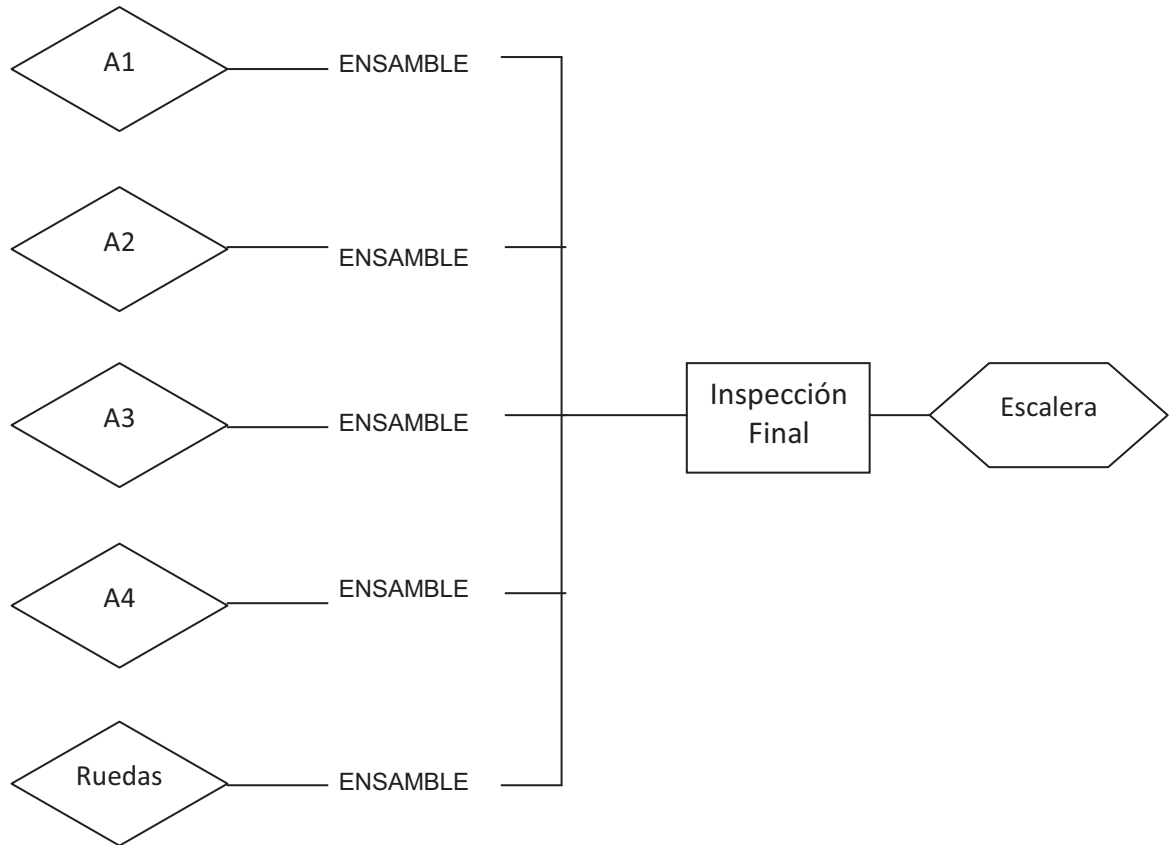 A1
ENSAMBLE
A2
ENSAMBLE
A3
ENSAMBLE
A4
ENSAMBLE
Ruedas
ENSAMBLE
Inspección
Final
Escalera